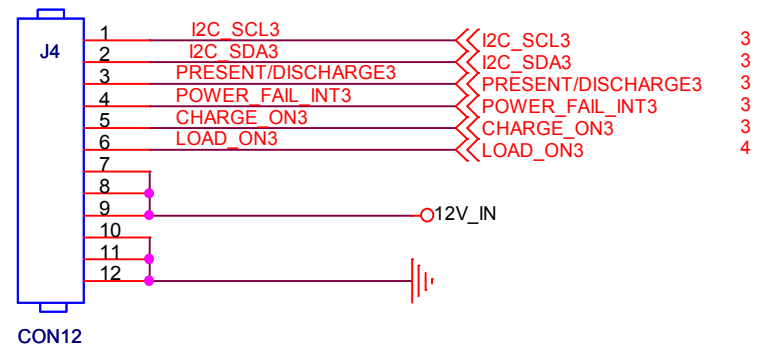 J4
1 I2C_SCL3 I2C_SCL3 3
2 I2C_SDA3 I2C_SDA3 3
3 PRESENT/DISCHARGE3 PRESENT/DISCHARGE3 3
4 POWER_FAIL_INT3 POWER_FAIL_INT3 3
5 CHARGE_ON3 CHARGE_ON3 3
6 LOAD_ON3 LOAD_ON3 4
7
8
9 12V_IN
10
11
12
CON12